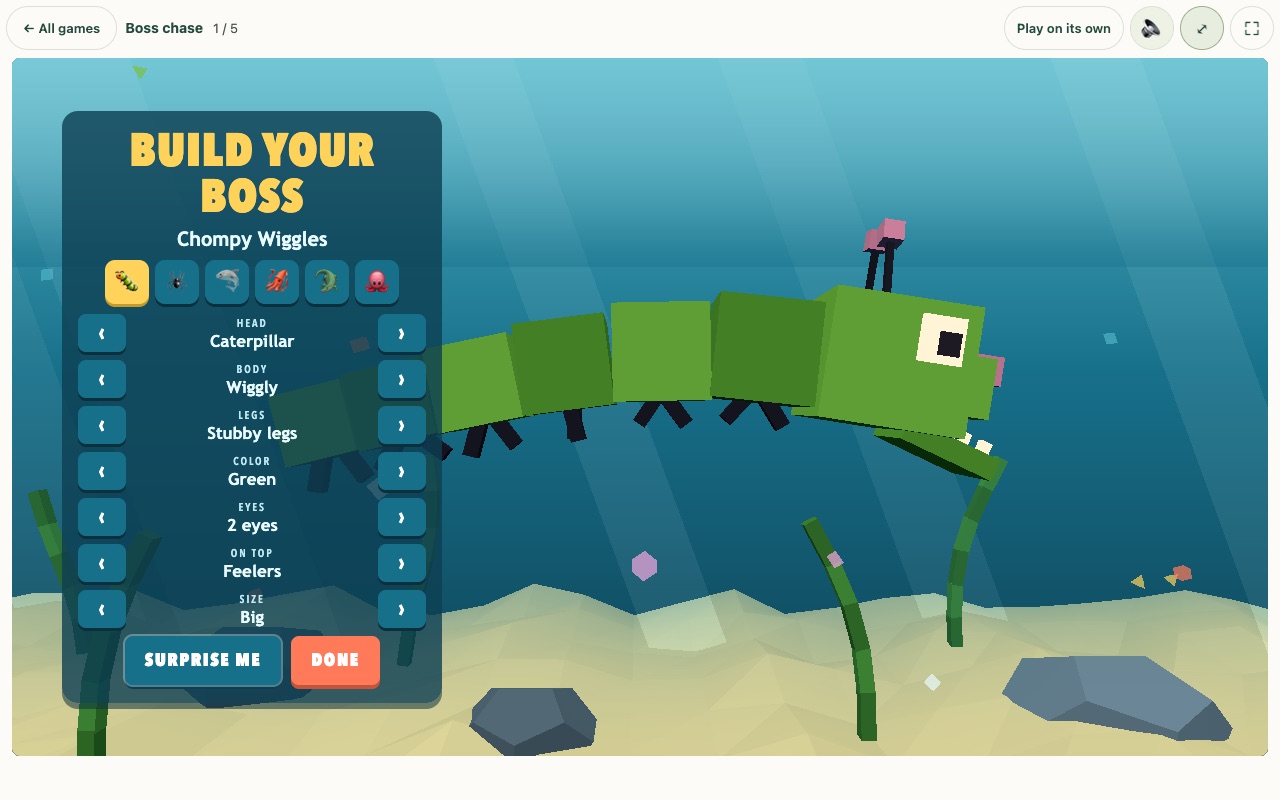 ← All games
Boss chase 1 / 5
Play on its own
BUILD YOUR
BOSS
Chompy Wiggles
HEAD
Caterpillar
BODY
Wiggly
LEGS
Stubby legs
COLOR
Green
EYES
2 eyes
ON TOP
Feelers
SIZE
Big
SURPRISE ME
DONE